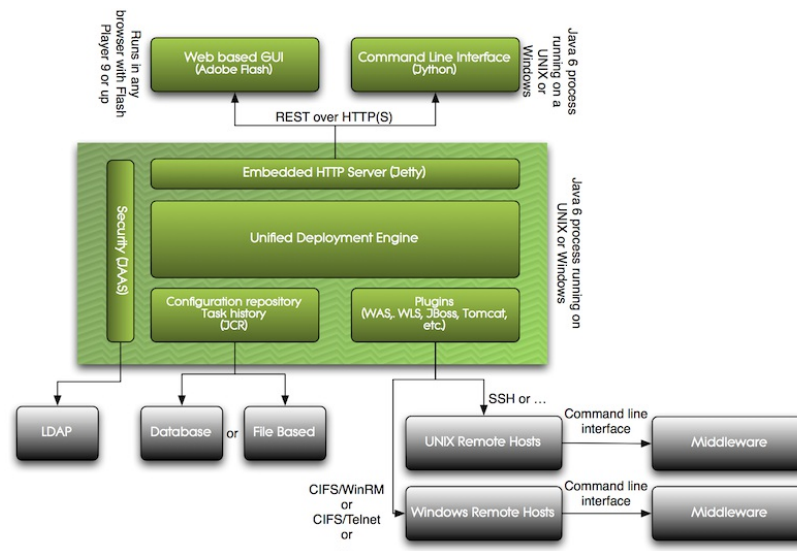 Runs in any
browser with Flash
Player 9 or up
Web based GUI
(Adobe Flash)
Command Line Interface
(Jython)
Java 6 process
running on a
UNIX or
Windows
REST over HTTP(S)
Security (JAAS)
Embedded HTTP Server (Jetty)
Unified Deployment Engine
Configuration repository
Task history
(JCR)
Plugins
(WAS,. WLS, JBoss, Tomcat,
etc.)
Java 6 process running on
UNIX or Windows
LDAP
Database
or
File Based
SSH or ...
UNIX Remote Hosts
Command line
interface
Middleware
CIFS/WinRM
or
CIFS/Telnet
or
Windows Remote Hosts
Command line
interface
Middleware